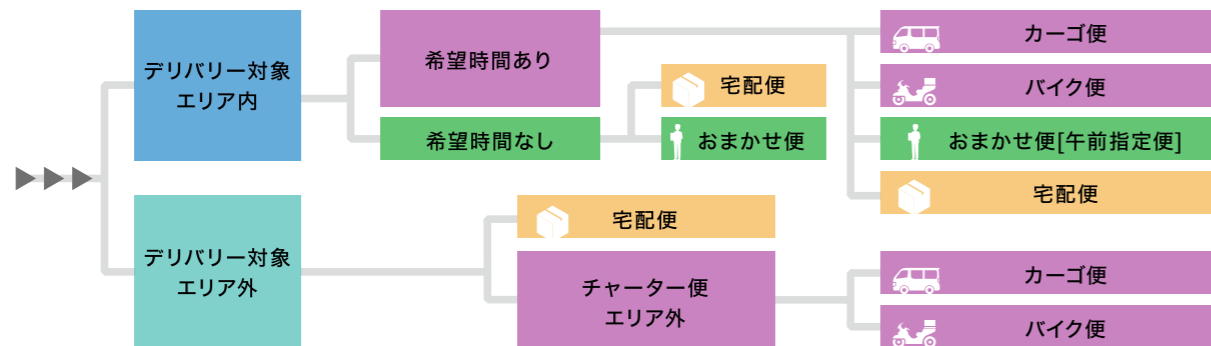 デリバリー対象
エリア内
希望時間あり
希望時間なし
宅配便
おまかせ便
カーゴ便
バイク便
おまかせ便[午前指定便]
宅配便
デリバリー対象
エリア外
宅配便
チャーター便
エリア外
カーゴ便
バイク便